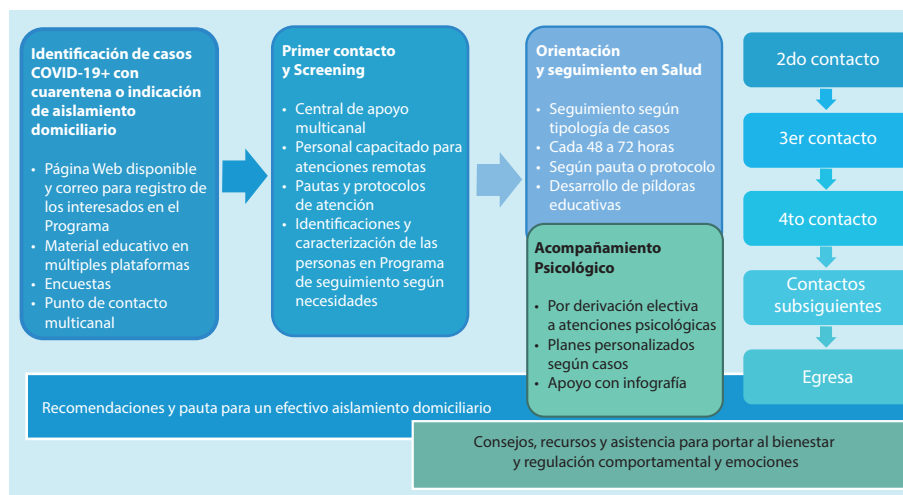 Identificación de casos
COVID-19+ con
cuarentena o indicación
de aislamiento
domiciliario
• Página Web disponible
y correo para registro de
los interesados en el
Programa
• Material educativo en
múltiples plataformas
• Encuestas
• Punto de contacto
multicanal
Primer contacto
y Screening
• Central de apoyo
multicanal
• Personal capacitado para
atenciones remotas
• Pautas y protocolos
de atención
• Identificaciones y
caracterización de las
personas en Programa
de seguimiento según
necesidades
Orientación
y seguimiento en Salud
• Seguimiento según
tipología de casos
• Cada 48 a 72 horas
• Según pauta o protocolo
• Desarrollo de píldoras
educativas
Acompañamiento
Psicológico
• Por derivación electiva
a atenciones psicológicas
• Planes personalizados
según casos
• Apoyo con infografía
2do contacto
3er contacto
4to contacto
Contactos
subsiguientes
Egresa
Recomendaciones y pauta para un efectivo aislamiento domiciliario
Consejos, recursos y asistencia para portar al bienestar
y regulación comportamental y emociones